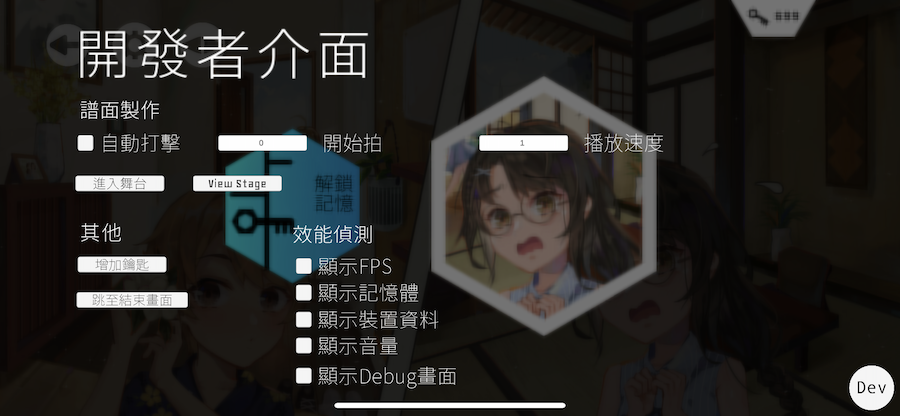 開發者介面
999
譜面製作
自動打擊
0
開始拍
1
播放速度
進入舞台
View Stage
解鎖
記憶
其他
增加鑰匙
跳至結束畫面
效能偵測
顯示FPS
顯示記憶體
顯示裝置資料
顯示音量
顯示Debug畫面
Dev